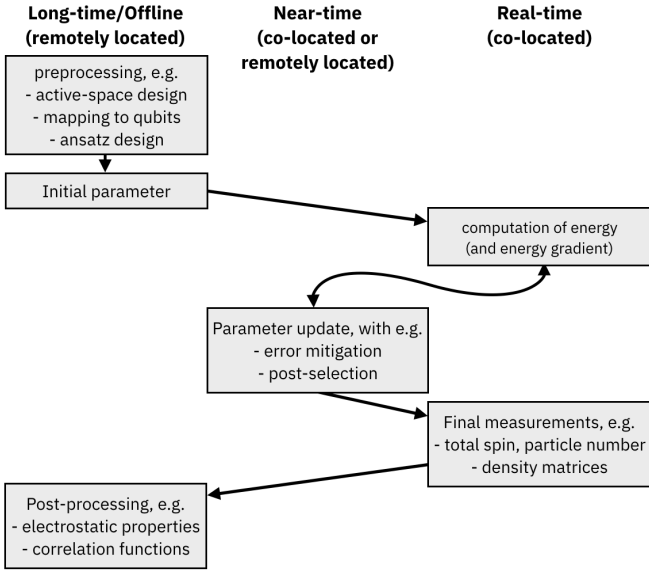 Long-time/Offline
(remotely located)
Near-time
(co-located or
remotely located)
Real-time
(co-located)
preprocessing, e.g.
- active-space design
- mapping to qubits
- ansatz design
Initial parameter
computation of energy
(and energy gradient)
Parameter update, with e.g.
- error mitigation
- post-selection
Final measurements, e.g.
- total spin, particle number
- density matrices
Post-processing, e.g.
- electrostatic properties
- correlation functions